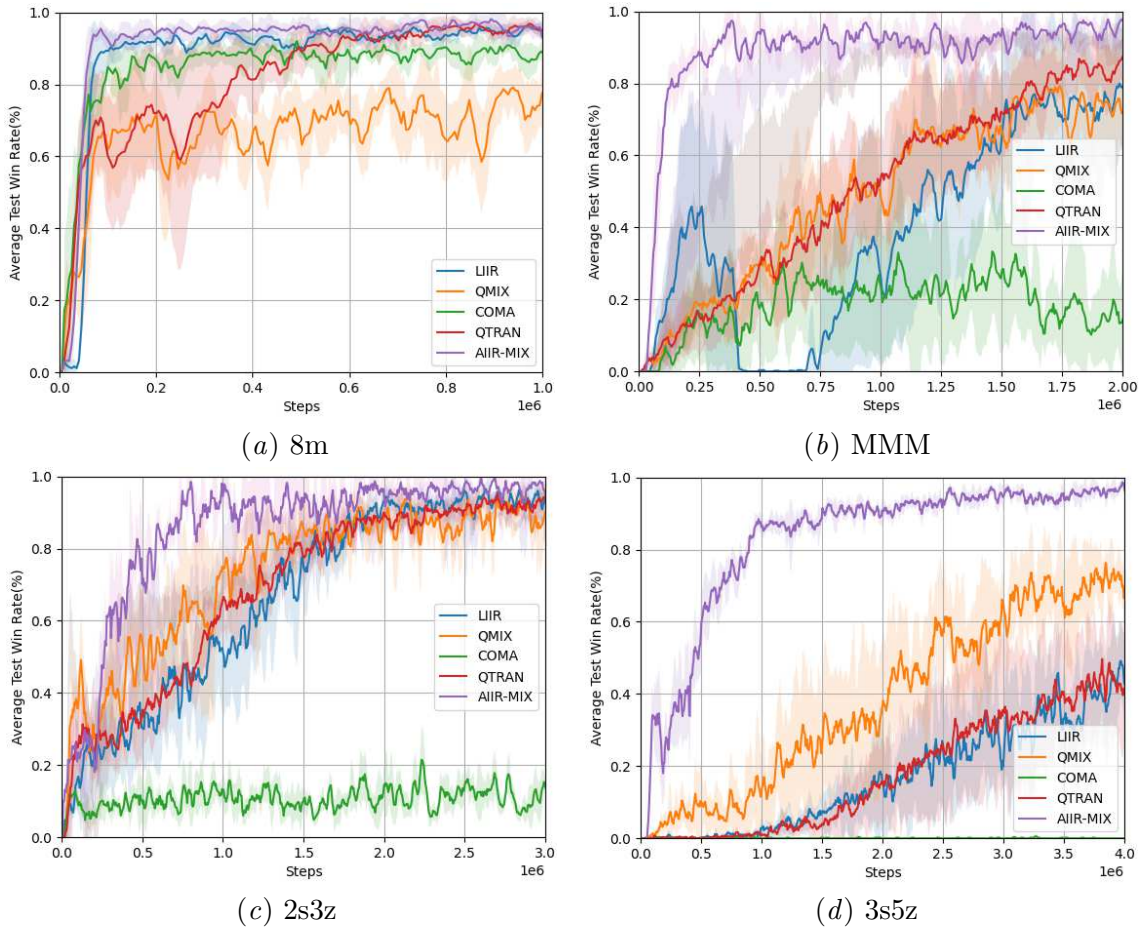 1.0
0.8
0.6
0.4
0.2
0.0
Average Test Win Rate(%)
LIIR
QMIX
COMA
QTRAN
AIIR-MIX
0.0 0.2 0.4 0.6 0.8 1.0
Steps
1e6
(a) 8m
1.0
0.8
0.6
0.4
0.2
0.0
Average Test Win Rate(%)
LIIR
QMIX
COMA
QTRAN
AIIR-MIX
0.00 0.25 0.50 0.75 1.00 1.25 1.50 1.75 2.00
Steps
1e6
(b) MMM
1.0
0.8
0.6
0.4
0.2
0.0
Average Test Win Rate(%)
LIIR
QMIX
COMA
QTRAN
AIIR-MIX
0.0 0.5 1.0 1.5 2.0 2.5 3.0
Steps
1e6
(c) 2s3z
1.0
0.8
0.6
0.4
0.2
0.0
Average Test Win Rate(%)
LIIR
QMIX
COMA
QTRAN
AIIR-MIX
0.0 0.5 1.0 1.5 2.0 2.5 3.0 3.5 4.0
Steps
1e6
(d) 3s5z